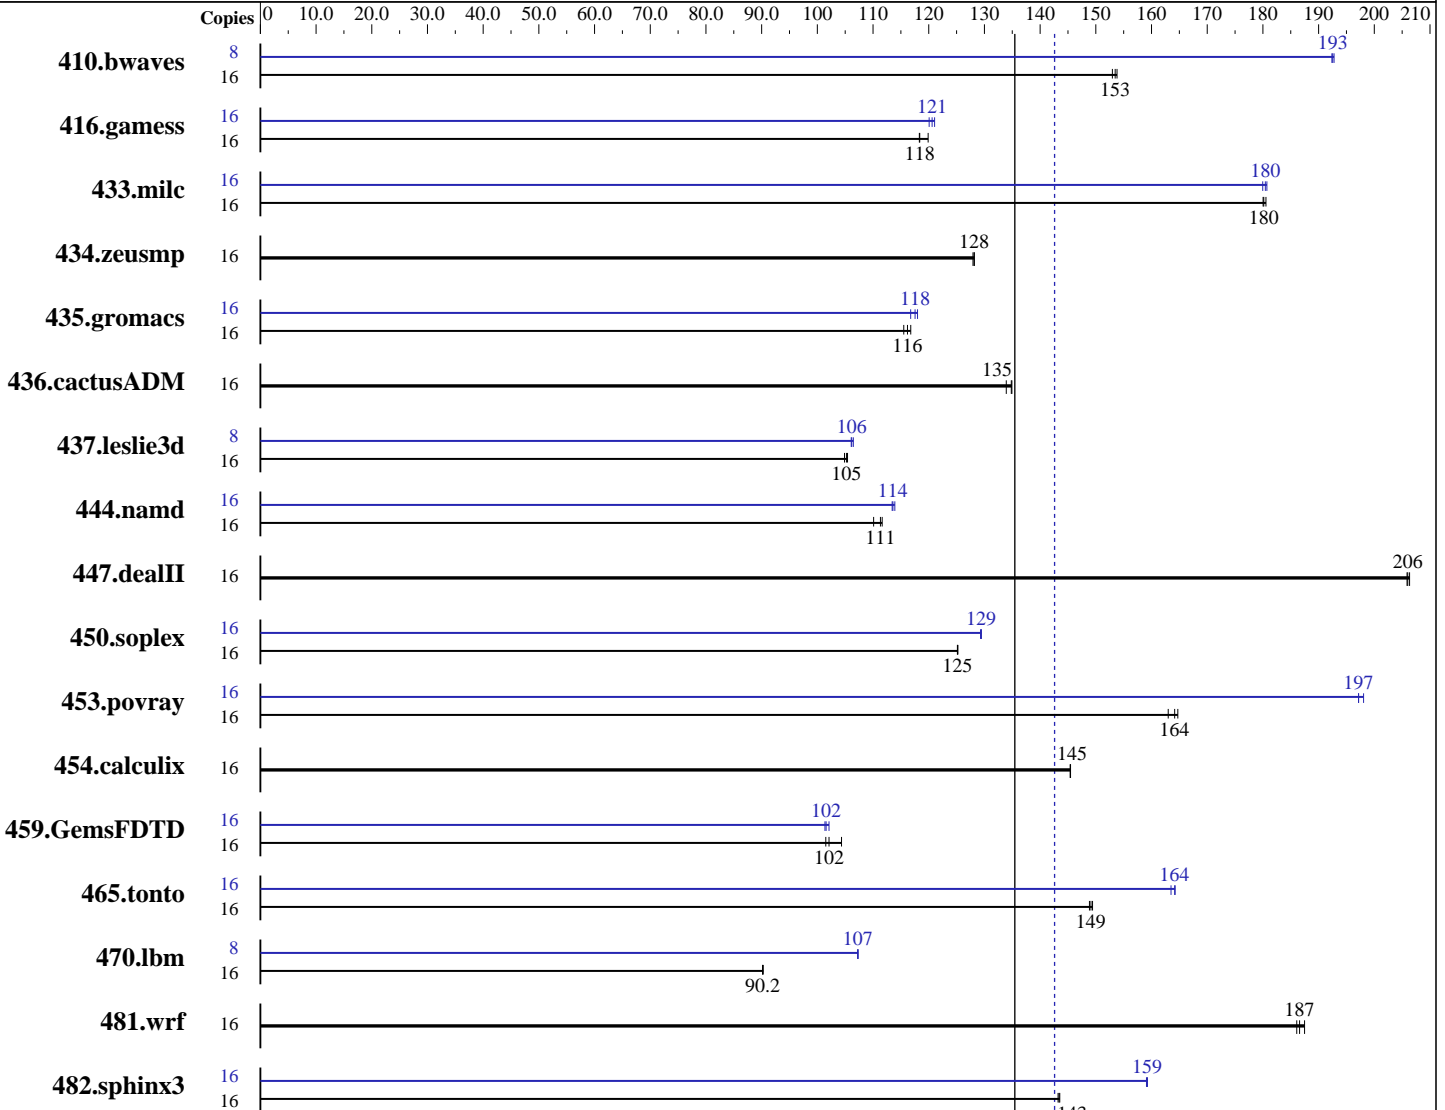 Copies 0 10.0 20.0 30.0 40.0 50.0 60.0 70.0 80.0 90.0 100 110 120 130 140 150 160 170 180 190 200 210
410.bwaves 8 193
16 153
416.gamess 16 121
16 118
433.milc 16 180
16 180
434.zeusmp 16 128
435.gromacs 16 118
16 116
436.cactusADM 16 135
437.leslie3d 8 106
16 105
444.namd 16 114
16 111
447.dealII 16 206
450.soplex 16 129
16 125
453.povray 16 197
16 164
454.calculix 16 145
459.GemsFDTD 16 102
16 102
465.tonto 16 164
16 149
470.lbm 8 107
16 90.2
481.wrf 16 187
482.sphinx3 16 159
16